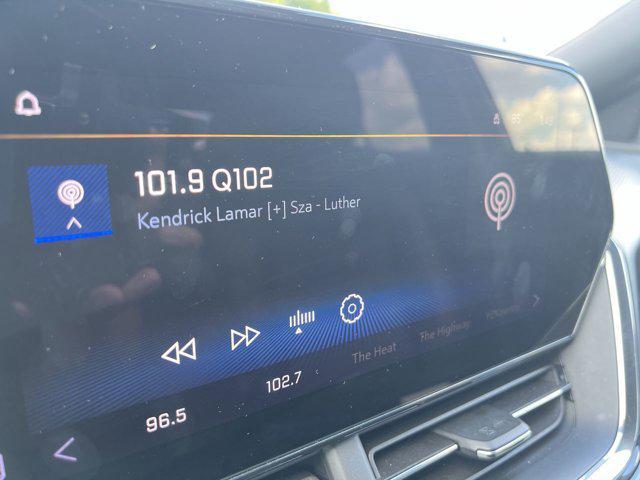 101.9 Q102
Kendrick Lamar [+] Sza - Luther
The Heat
The Highway
102.7
96.5